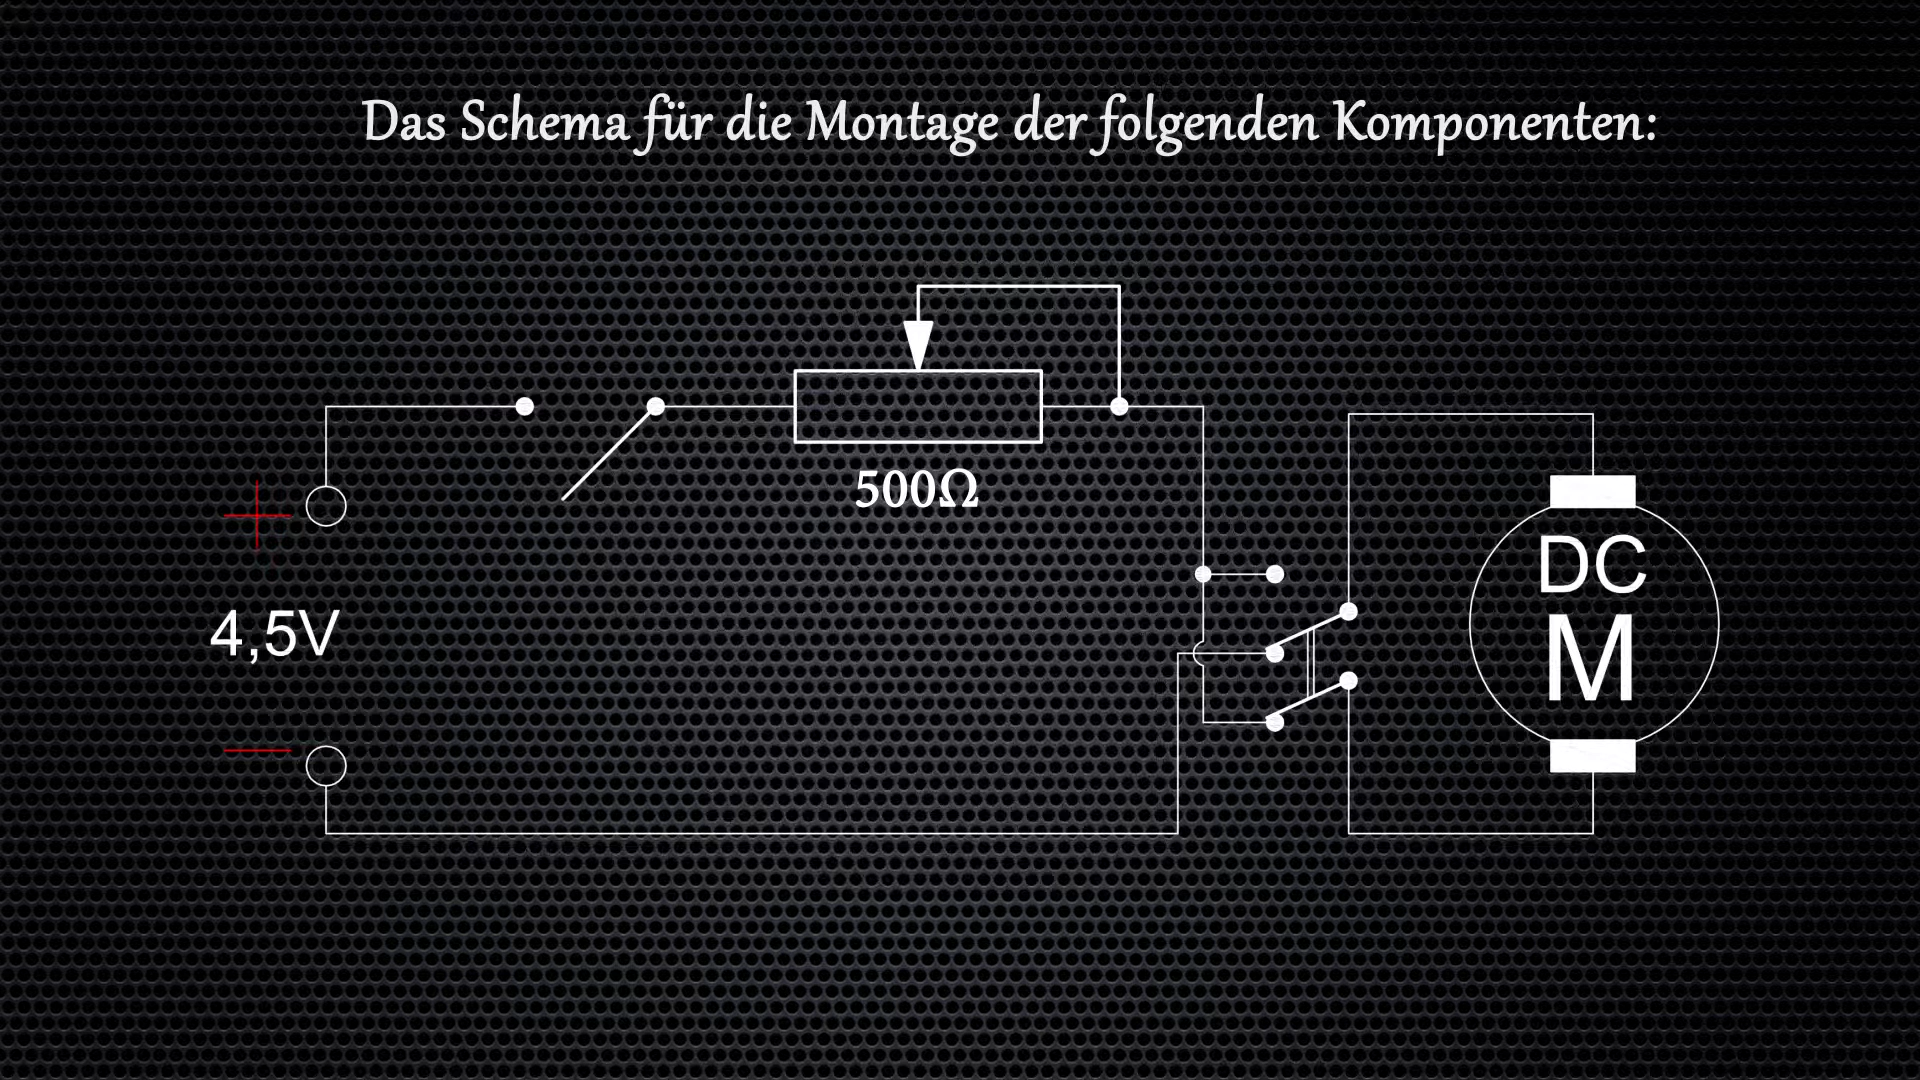 Das Schema für die Montage der folgenden Komponenten:
500Ω
+
4,5V
DC
M
—